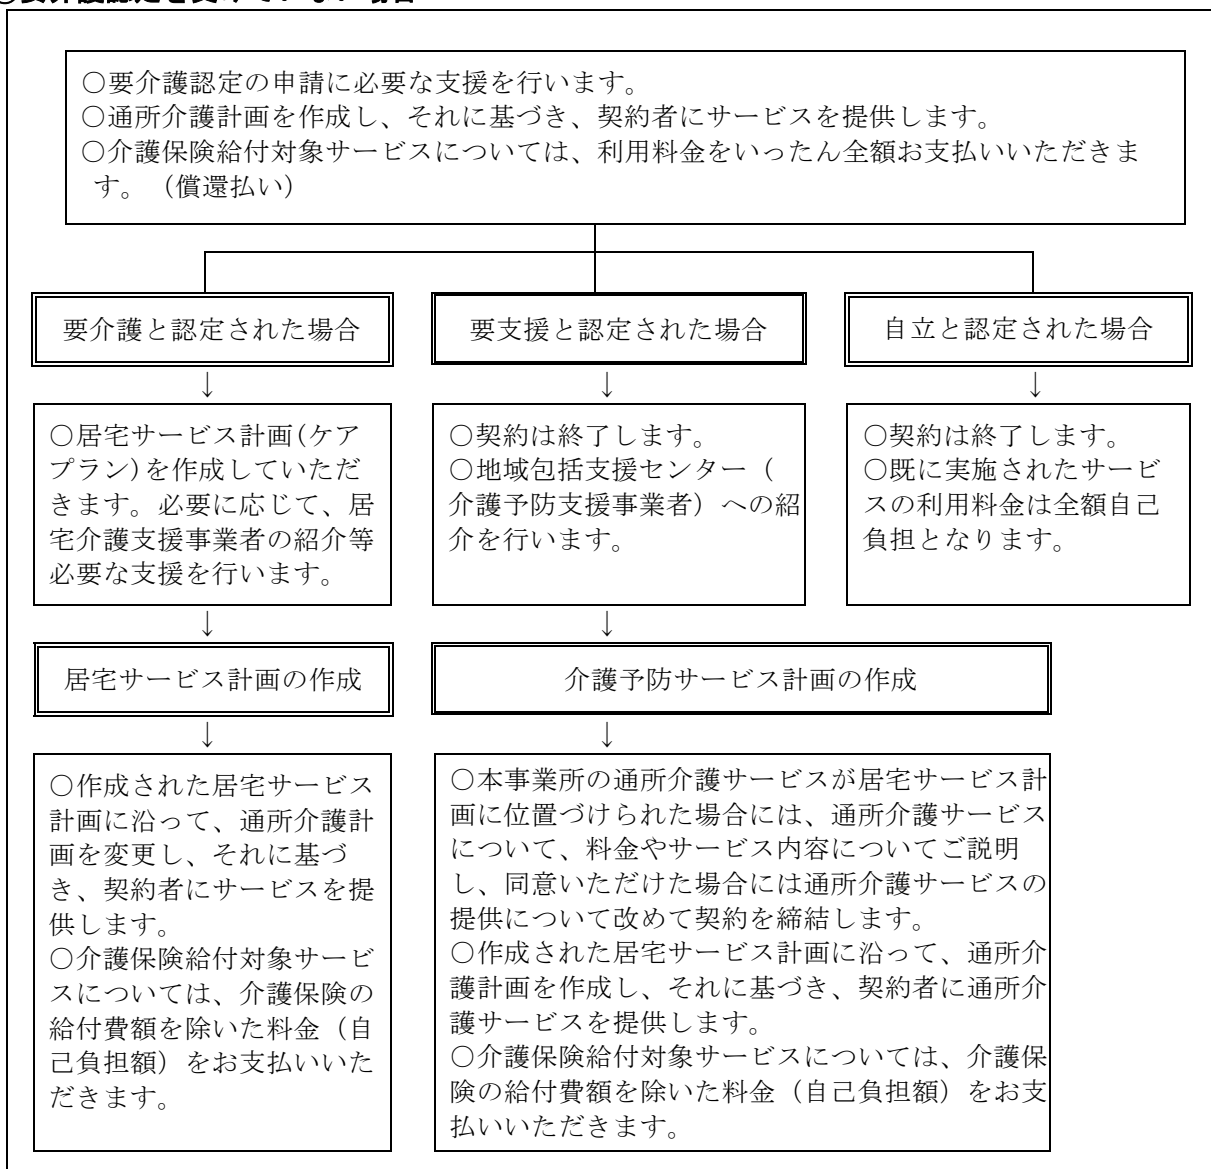 ○要介護認定を受けていない場合
○要介護認定の申請に必要な支援を行います。
○通所介護計画を作成し、それに基づき、契約者にサービスを提供します。
○介護保険給付対象サービスについては、利用料金をいったん全額お支払いいただきま
す。（償還払い）
要介護と認定された場合
要支援と認定された場合
自立と認定された場合
↓
↓
↓
○居宅サービス計画(ケア
プラン)を作成していただ
きます。必要に応じて、居
宅介護支援事業者の紹介等
必要な支援を行います。
○契約は終了します。
○地域包括支援センター（
介護予防支援事業者）への紹
介を行います。
○契約は終了します。
○既に実施されたサービ
スの利用料金は全額自己
負担となります。
↓
↓
居宅サービス計画の作成
介護予防サービス計画の作成
↓
↓
○作成された居宅サービス
計画に沿って、通所介護計
画を変更し、それに基づ
き、契約者にサービスを提
供します。
○介護保険給付対象サービ
スについては、介護保険の
給付費額を除いた料金（自
己負担額）をお支払いいた
だきます。
○本事業所の通所介護サービスが居宅サービス計
画に位置づけられた場合には、通所介護サービス
について、料金やサービス内容についてご説明
し、同意いただけた場合には通所介護サービスの
提供について改めて契約を締結します。
○作成された居宅サービス計画に沿って、通所介
護計画を作成し、それに基づき、契約者に通所介
護サービスを提供します。
○介護保険給付対象サービスについては、介護保
険の給付費額を除いた料金（自己負担額）をお支
払いいただきます。